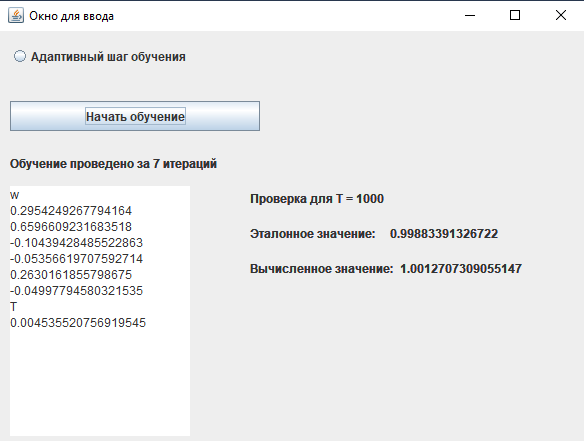 Окно для ввода
Адаптивный шаг обучения
Начать обучение
Обучение проведено за 7 итераций
w
0.2954249267794164
0.6596609231683518
-0.10439428485522863
-0.05356619707592714
0.2630161855798675
-0.04997794580321535
T
0.004535520756919545
Проверка для T = 1000
Эталонное значение: 0.99883391326722
Вычисленное значение: 1.0012707309055147